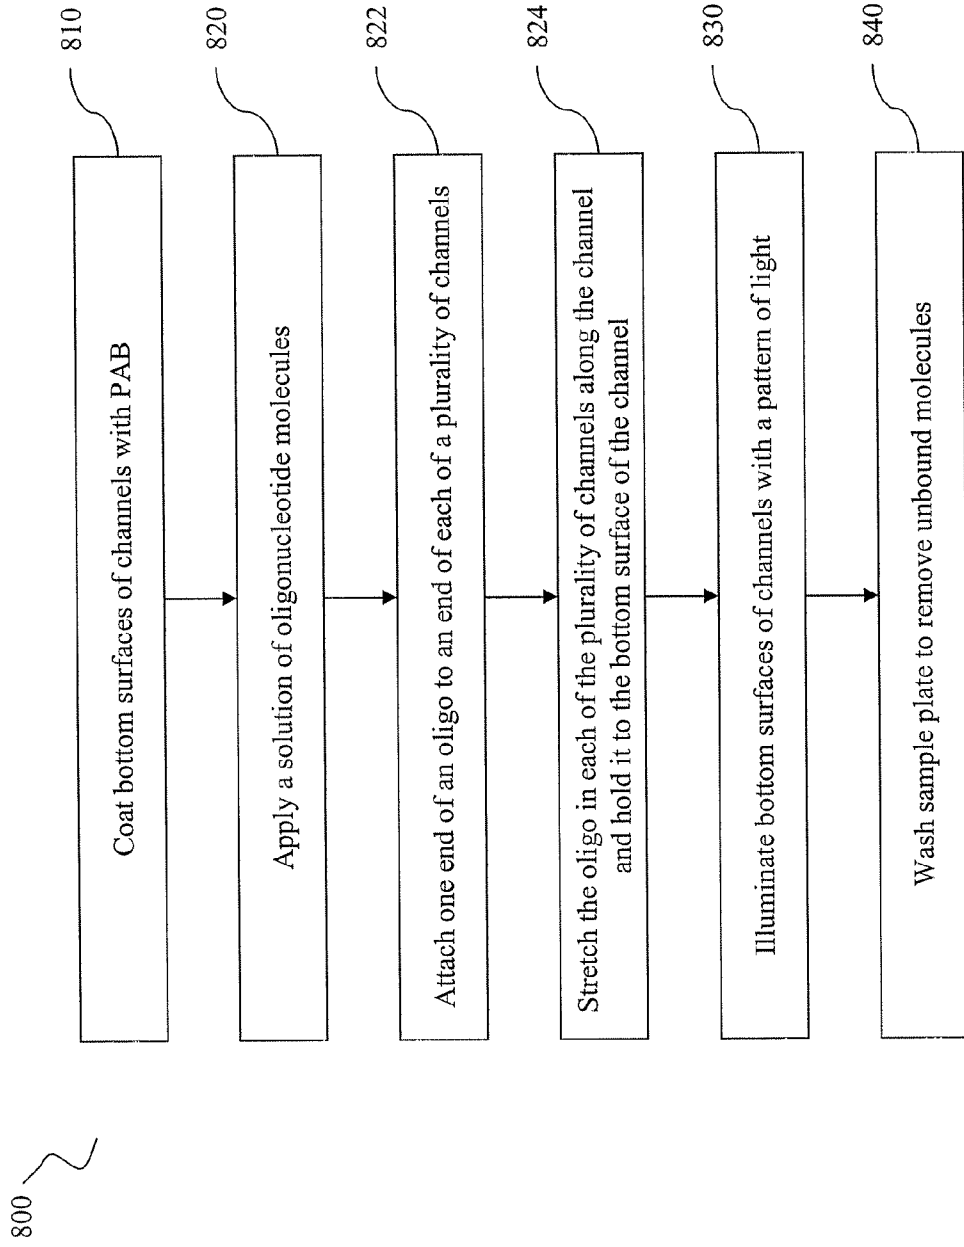 800
810
Coat bottom surfaces of channels with PAB
820
Apply a solution of oligonucleotide molecules
822
Attach one end of an oligo to an end of each of a plurality of channels
824
Stretch the oligo in each of the plurality of channels along the channel
and hold it to the bottom surface of the channel
830
Illuminate bottom surfaces of channels with a pattern of light
840
Wash sample plate to remove unbound molecules